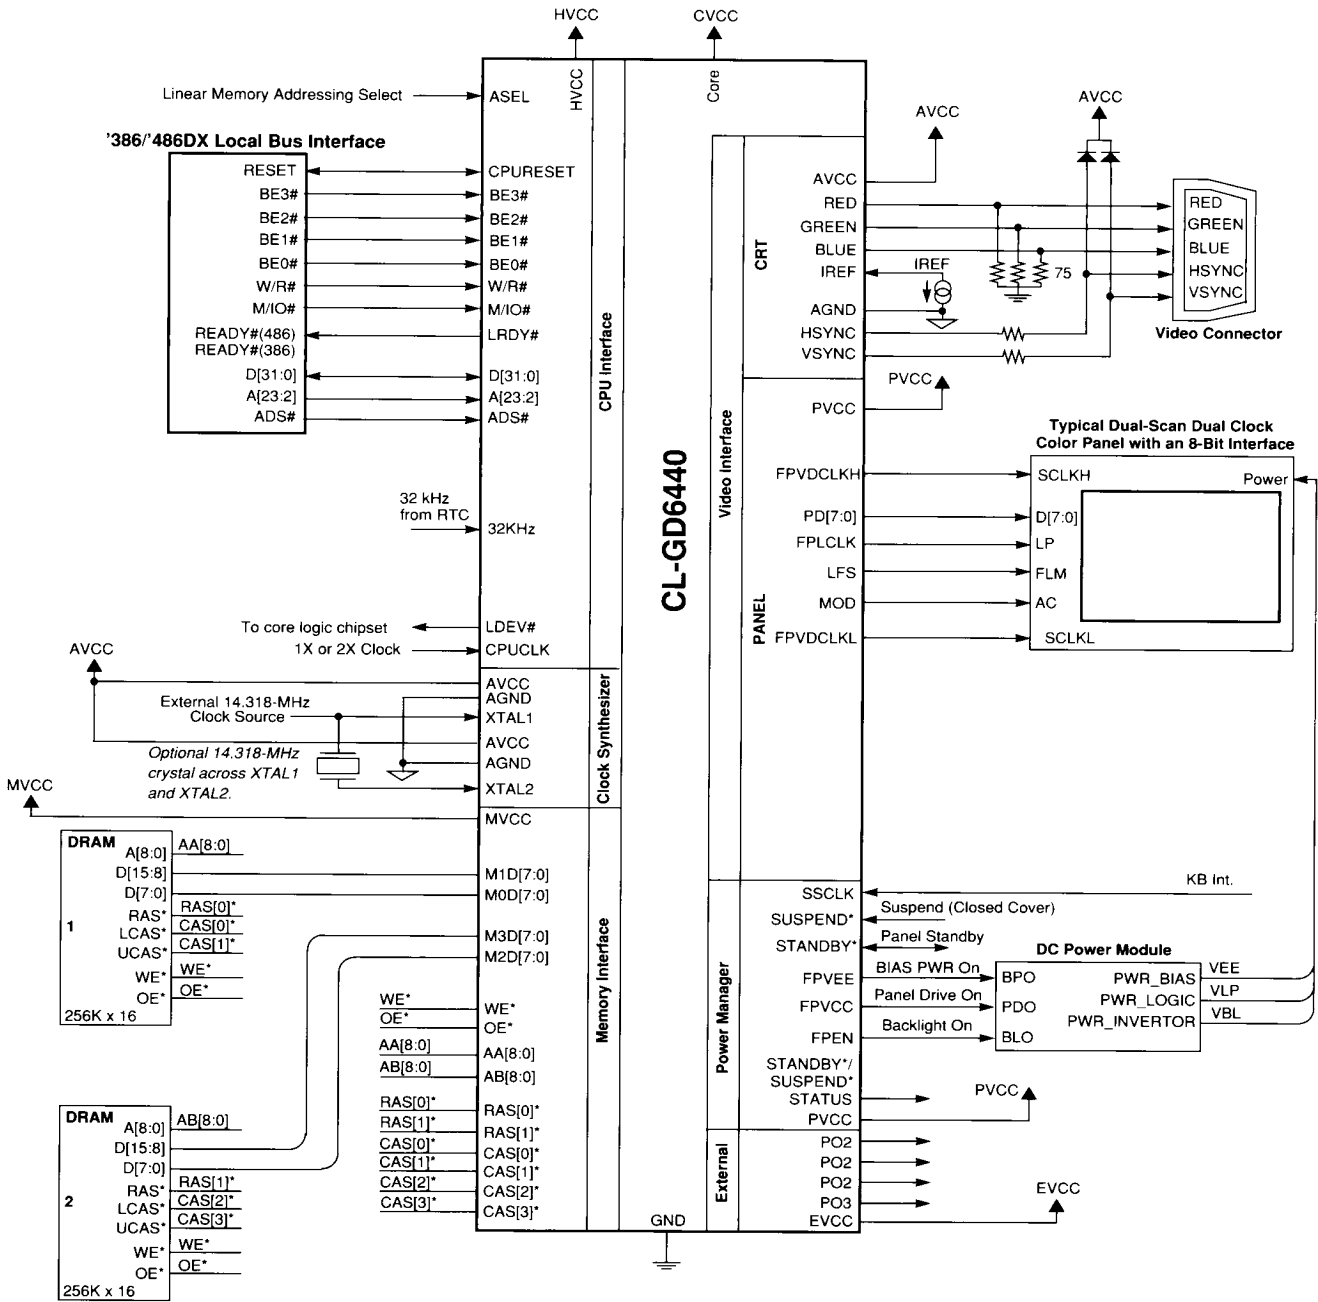 HVCC
CVCC
HVCC
Core
Linear Memory Addressing Select
ASEL
'386/'486DX Local Bus Interface
RESET
BE3#
BE2#
BE1#
BE0#
W/R#
M/IO#
READY#(486)
READY#(386)
D[31:0]
A[23:2]
ADS#
CPURESET
BE3#
BE2#
BE1#
BE0#
W/R#
M/IO#
LRDY#
D[31:0]
A[23:2]
ADS#
CPU Interface
32 kHz
from RTC
32KHz
To core logic chipset
LDEV#
1X or 2X Clock
CPUCLK
AVCC
External 14.318-MHz
Clock Source
Optional 14.318-MHz
crystal across XTAL1
and XTAL2.
AVCC
AGND
XTAL1
AVCC
AGND
XTAL2
Clock Synthesizer
MVCC
MVCC
DRAM
A[8:0]
D[15:8]
D[7:0]
RAS*
LCAS*
UCAS*
WE*
OE*
1
256K x 16
AA[8:0]
RAS[0]*
CAS[0]*
CAS[1]*
WE*
OE*
M1D[7:0]
M0D[7:0]
M3D[7:0]
M2D[7:0]
WE*
OE*
AA[8:0]
AB[8:0]
RAS[0]*
RAS[1]*
CAS[0]*
CAS[1]*
CAS[2]*
CAS[3]*
WE*
OE*
AA[8:0]
AB[8:0]
RAS[0]*
RAS[1]*
CAS[0]*
CAS[1]*
CAS[2]*
CAS[3]*
Memory Interface
DRAM
A[8:0]
D[15:8]
D[7:0]
RAS*
LCAS*
UCAS*
WE*
OE*
2
256K x 16
AB[8:0]
RAS[1]*
CAS[2]*
CAS[3]*
WE*
OE*
CL-GD6440
GND
Video Interface
CRT
AVCC
RED
GREEN
BLUE
IREF
AGND
HSYNC
VSYNC
AVCC
IREF
75
AVCC
RED
GREEN
BLUE
HSYNC
VSYNC
Video Connector
PANEL
PVCC
PVCC
FPVDCLKH
PD[7:0]
FPLCLK
LFS
MOD
FPVDCLKL
Typical Dual-Scan Dual Clock
Color Panel with an 8-Bit Interface
SCLKH
Power
D[7:0]
LP
FLM
AC
SCLKL
Power Manager
SSCLK
SUSPEND*
STANDBY*
FPVEE
FPVCC
FPEN
STANDBY*/
SUSPEND*
STATUS
PVCC
KB Int.
Suspend (Closed Cover)
Panel Standby
BIAS PWR On
Panel Drive On
Backlight On
DC Power Module
BPO
PDO
BLO
PWR_BIAS
PWR_LOGIC
PWR_INVERTOR
VEE
VLP
VBL
PVCC
External
PO2
PO2
PO2
PO3
EVCC
EVCC